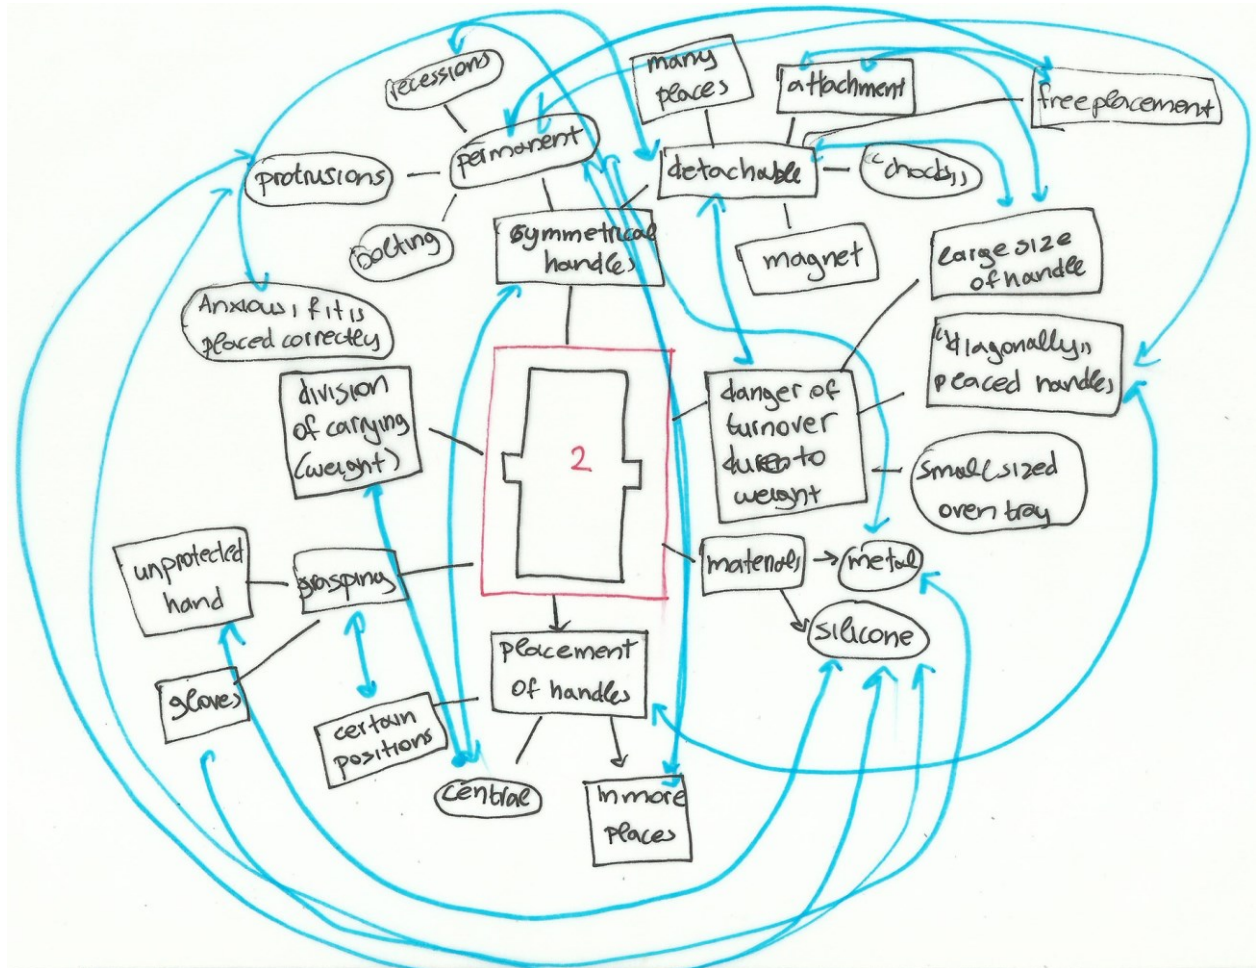 recessions
many
places
attachment
free placement
permanent
protrusions
detachable
"chocks"
bolting
symmetrical
handles
magnet
large size
of handle
Anxious, if it is
placed correctly
"diagonally"
placed handles
division
of carrying
(weight)
2
danger of
turnover
to
weight
small sized
oven tray
unprotected
hand
grasping
materials
metal
silicone
placement
of handles
gloves
certain
positions
central
In more
places